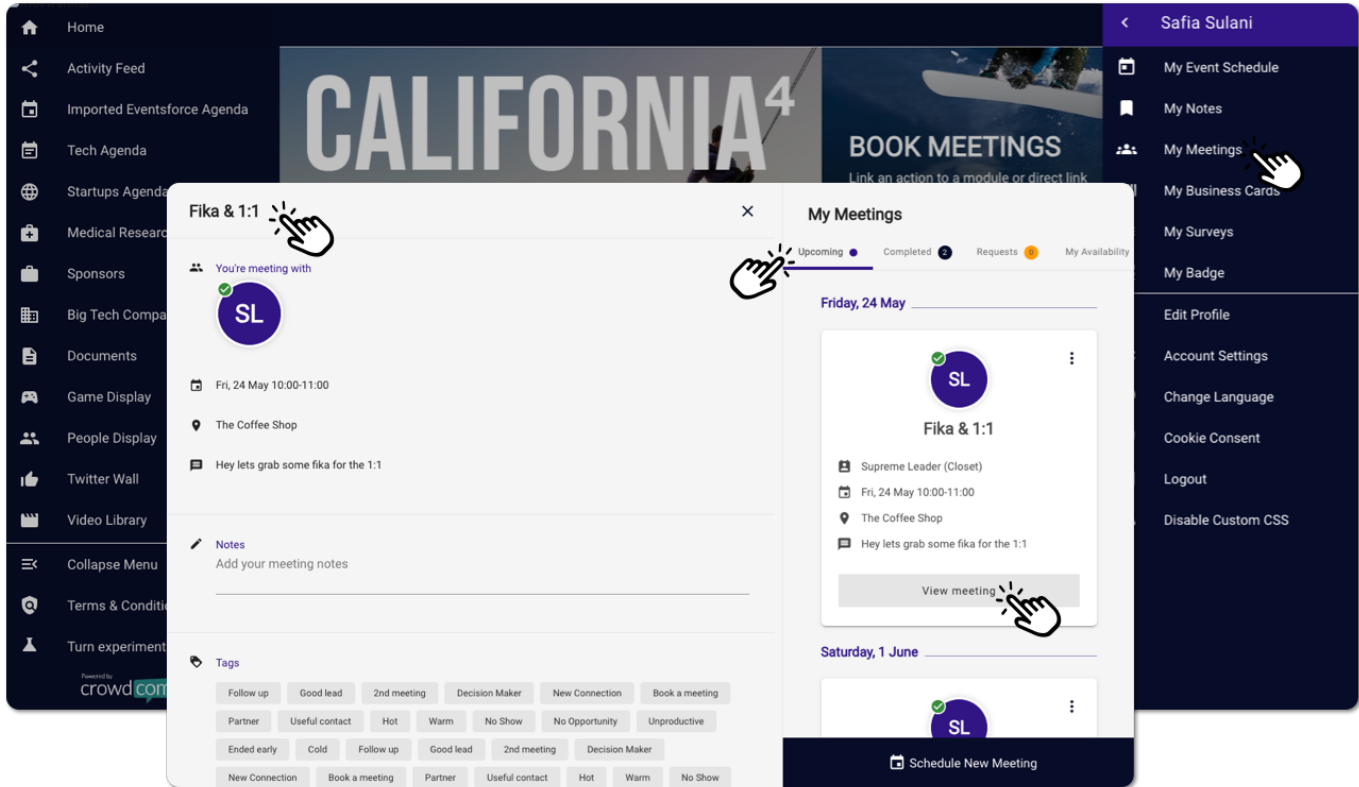 Home
Activity Feed
Imported Eventsforce Agenda
Tech Agenda
Startups Agenda
Medical Researc
Sponsors
Big Tech Compa
Documents
Game Display
People Display
Twitter Wall
Video Library
Collapse Menu
Terms & Conditi
Turn experiment
Powered by
crowdcom
CALIFORNIA4
BOOK MEETINGS
Link an action to a module or direct link
Safia Sulani
My Event Schedule
My Notes
My Meetings
My Business Cards
My Surveys
My Badge
Edit Profile
Account Settings
Change Language
Cookie Consent
Logout
Disable Custom CSS
Fika & 1:1
You're meeting with
SL
Fri, 24 May 10:00-11:00
The Coffee Shop
Hey lets grab some fika for the 1:1
Notes
Add your meeting notes
Tags
Follow up Good lead 2nd meeting Decision Maker New Connection Book a meeting
Partner Useful contact Hot Warm No Show No Opportunity Unproductive
Ended early Cold Follow up Good lead 2nd meeting Decision Maker
New Connection Book a meeting Partner Useful contact Hot Warm No Show
My Meetings
Upcoming Completed 2 Requests 0 My Availability
Friday, 24 May
SL
Fika & 1:1
Supreme Leader (Closet)
Fri, 24 May 10:00-11:00
The Coffee Shop
Hey lets grab some fika for the 1:1
View meeting
Saturday, 1 June
SL
Schedule New Meeting